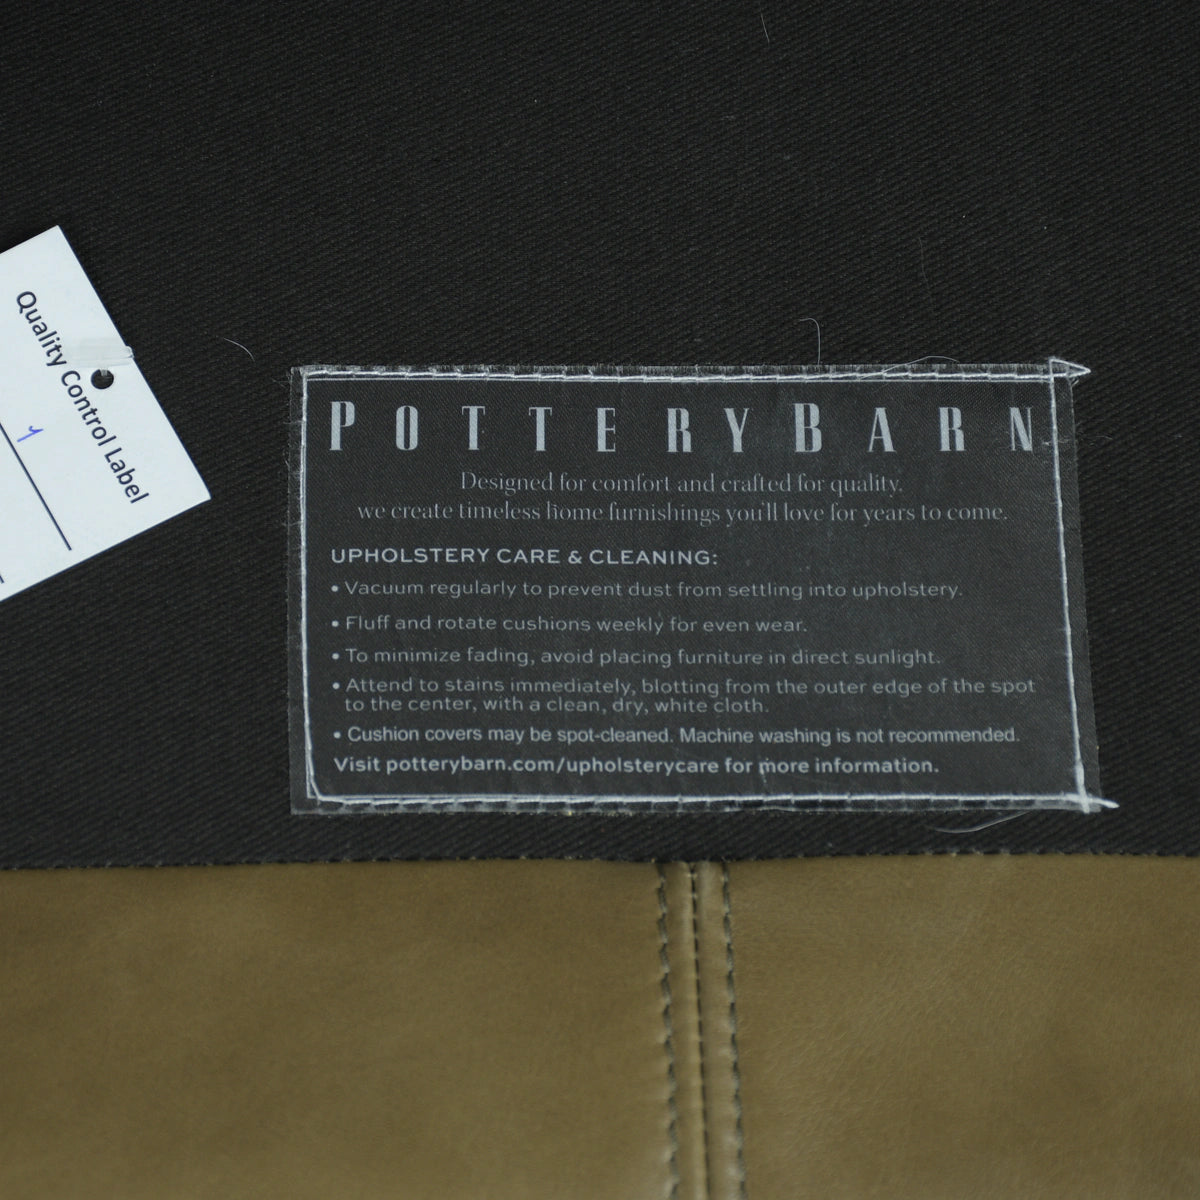 Quality Control Label
1
POTTERYBARN
Designed for comfort and crafted for quality.
we create timeless home furnishings you'll love for years to come.
UPHOLSTERY CARE & CLEANING:
• Vacuum regularly to prevent dust from settling into upholstery.
• Fluff and rotate cushions weekly for even wear.
• To minimize fading, avoid placing furniture in direct sunlight.
• Attend to stains immediately, blotting from the outer edge of the spot
to the center, with a clean, dry, white cloth.
• Cushion covers may be spot-cleaned. Machine washing is not recommended.
Visit potterybarn.com/upholsterycare for more information.